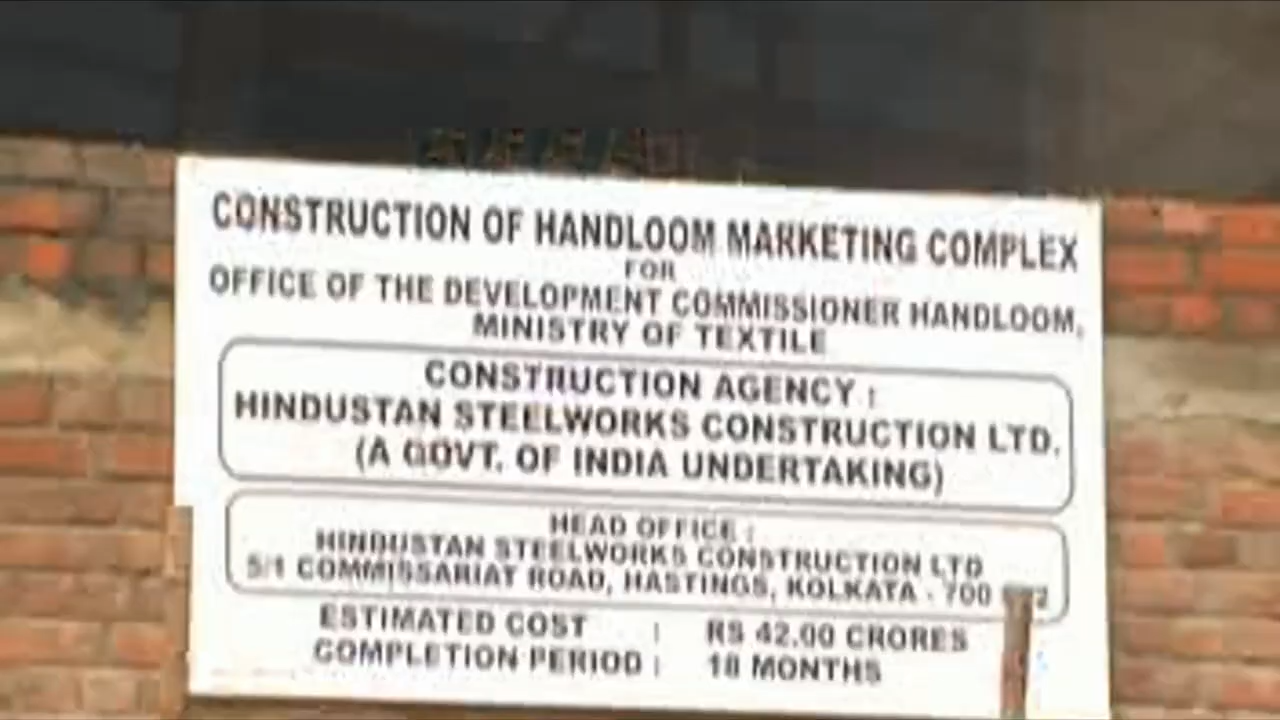 CONSTRUCTION OF HANDLOOM MARKETING COMPLEX
FOR
OFFICE OF THE DEVELOPMENT COMMISSIONER HANDLOOM,
MINISTRY OF TEXTILE
CONSTRUCTION AGENCY :
HINDUSTAN STEELWORKS CONSTRUCTION LTD.
(A GOVT. OF INDIA UNDERTAKING)
HEAD OFFICE :
HINDUSTAN STEELWORKS CONSTRUCTION LTD
5/1 COMMISSARIAT ROAD, HASTINGS, KOLKATA - 700
ESTIMATED COST : RS 42.00 CRORES
COMPLETION PERIOD : 18 MONTHS